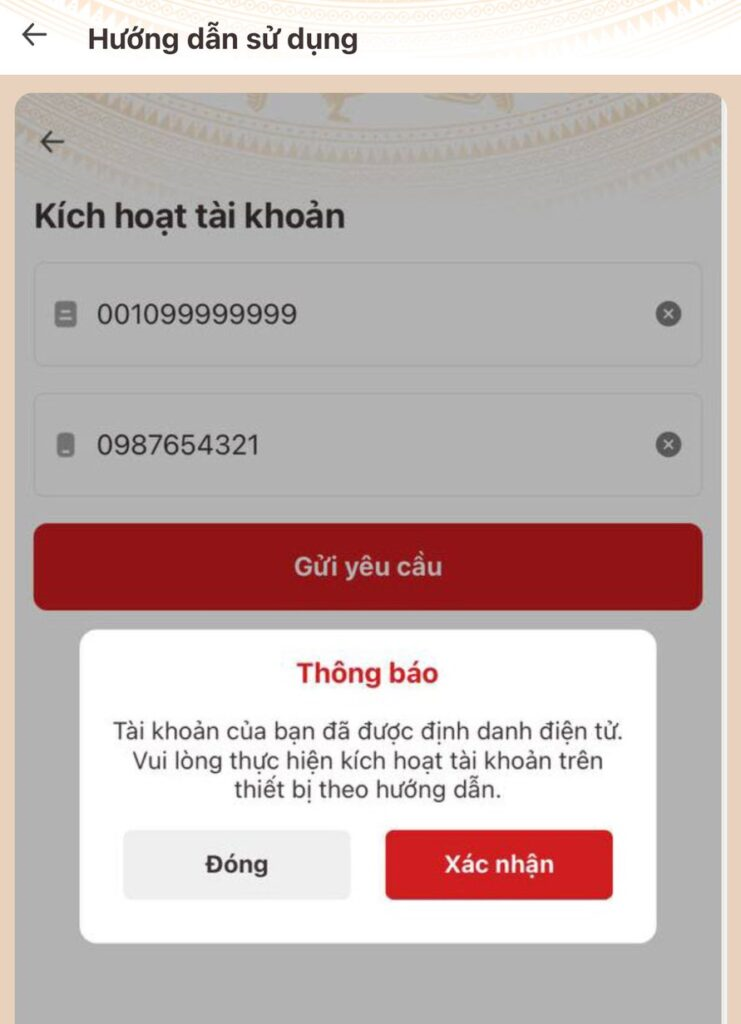 Hướng dẫn sử dụng
Kích hoạt tài khoản
001099999999
0987654321
Gửi yêu cầu
Thông báo
Tài khoản của bạn đã được định danh điện tử.
Vui lòng thực hiện kích hoạt tài khoản trên
thiết bị theo hướng dẫn.
Đóng
Xác nhận